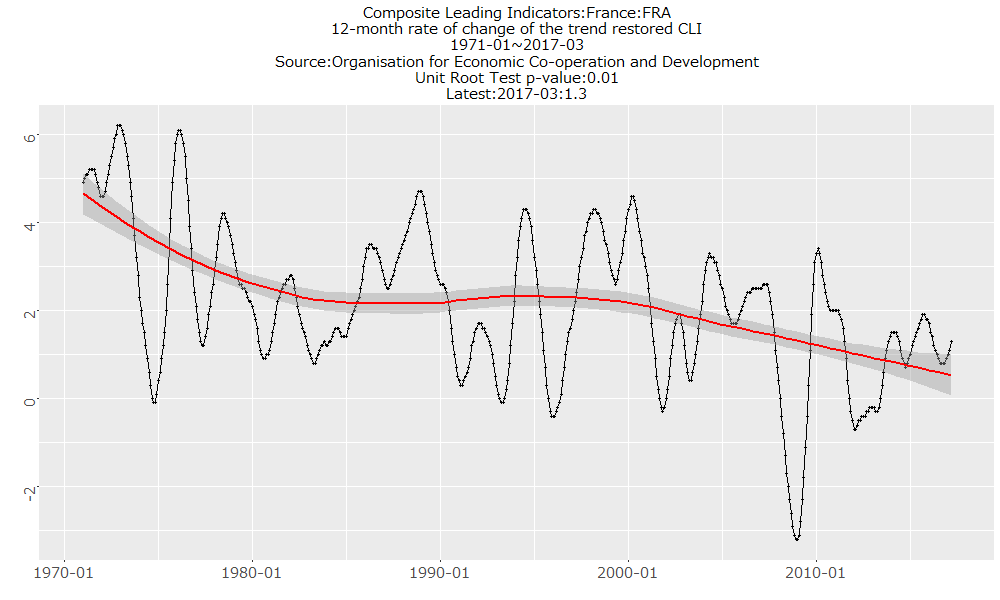 Composite Leading Indicators:France:FRA
12-month rate of change of the trend restored CLI
1971-01~2017-03
Source:Organisation for Economic Co-operation and Development
Unit Root Test p-value:0.01
Latest:2017-03:1.3
6
4
2
0
-2
1970-01 1980-01 1990-01 2000-01 2010-01